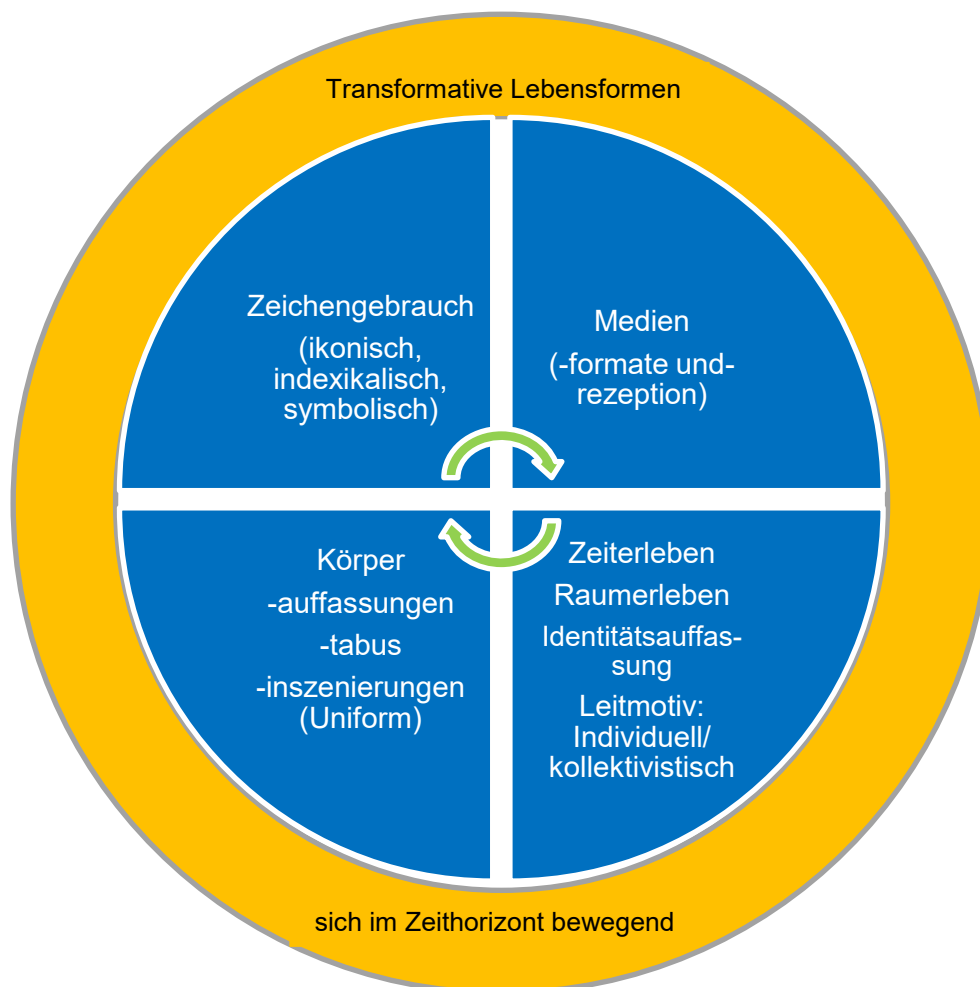 Transformative Lebensformen
Zeichengebrauch
(ikonisch,
indexikalisch,
symbolisch)
Medien
(-formate und-
rezeption)
Körper
-auffassungen
-tabus
-inszenierungen
(Uniform)
Zeiterleben
Raumerleben
Identitätsauffas-
sung
Leitmotiv:
Individuell/
kollektivistisch
sich im Zeithorizont bewegend